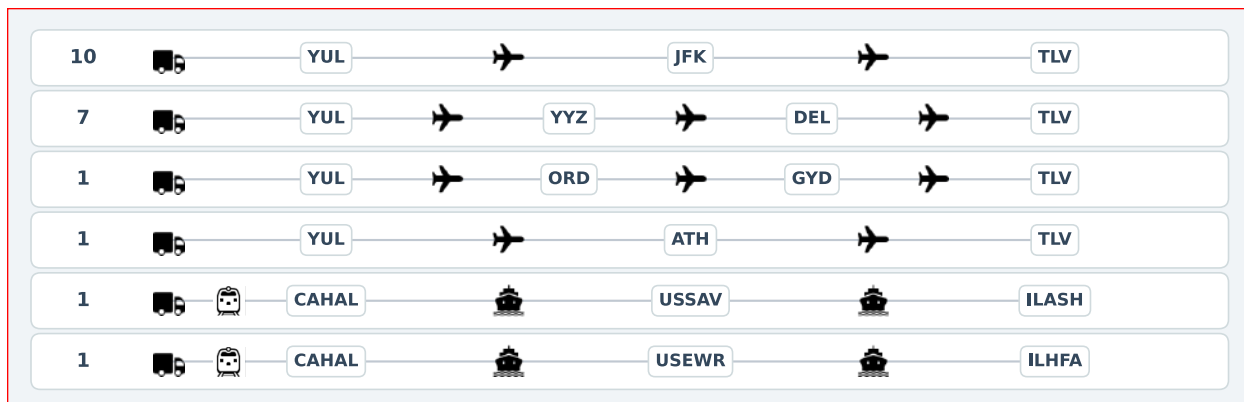 10 YUL JFK TLV
7 YUL YYZ DEL TLV
1 YUL ORD GYD TLV
1 YUL ATH TLV
1 CAHAL USSAV ILASH
1 CAHAL USEWR ILHFA